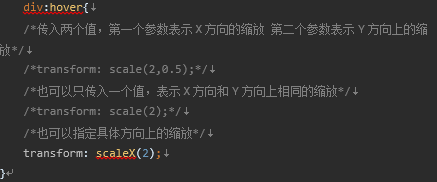 div:hover{↓
/*传入两个值，第一个参数表示X方向的缩放 第二个参数表示Y方向上的缩
放*/↓
/*transform: scale(2,0.5);*/↓
/*也可以只传入一个值，表示X方向和Y方向上相同的缩放*/↓
/*transform: scale(2);*/↓
/*也可以指定具体方向上的缩放*/↓
transform: scaleX(2);↓
}↵